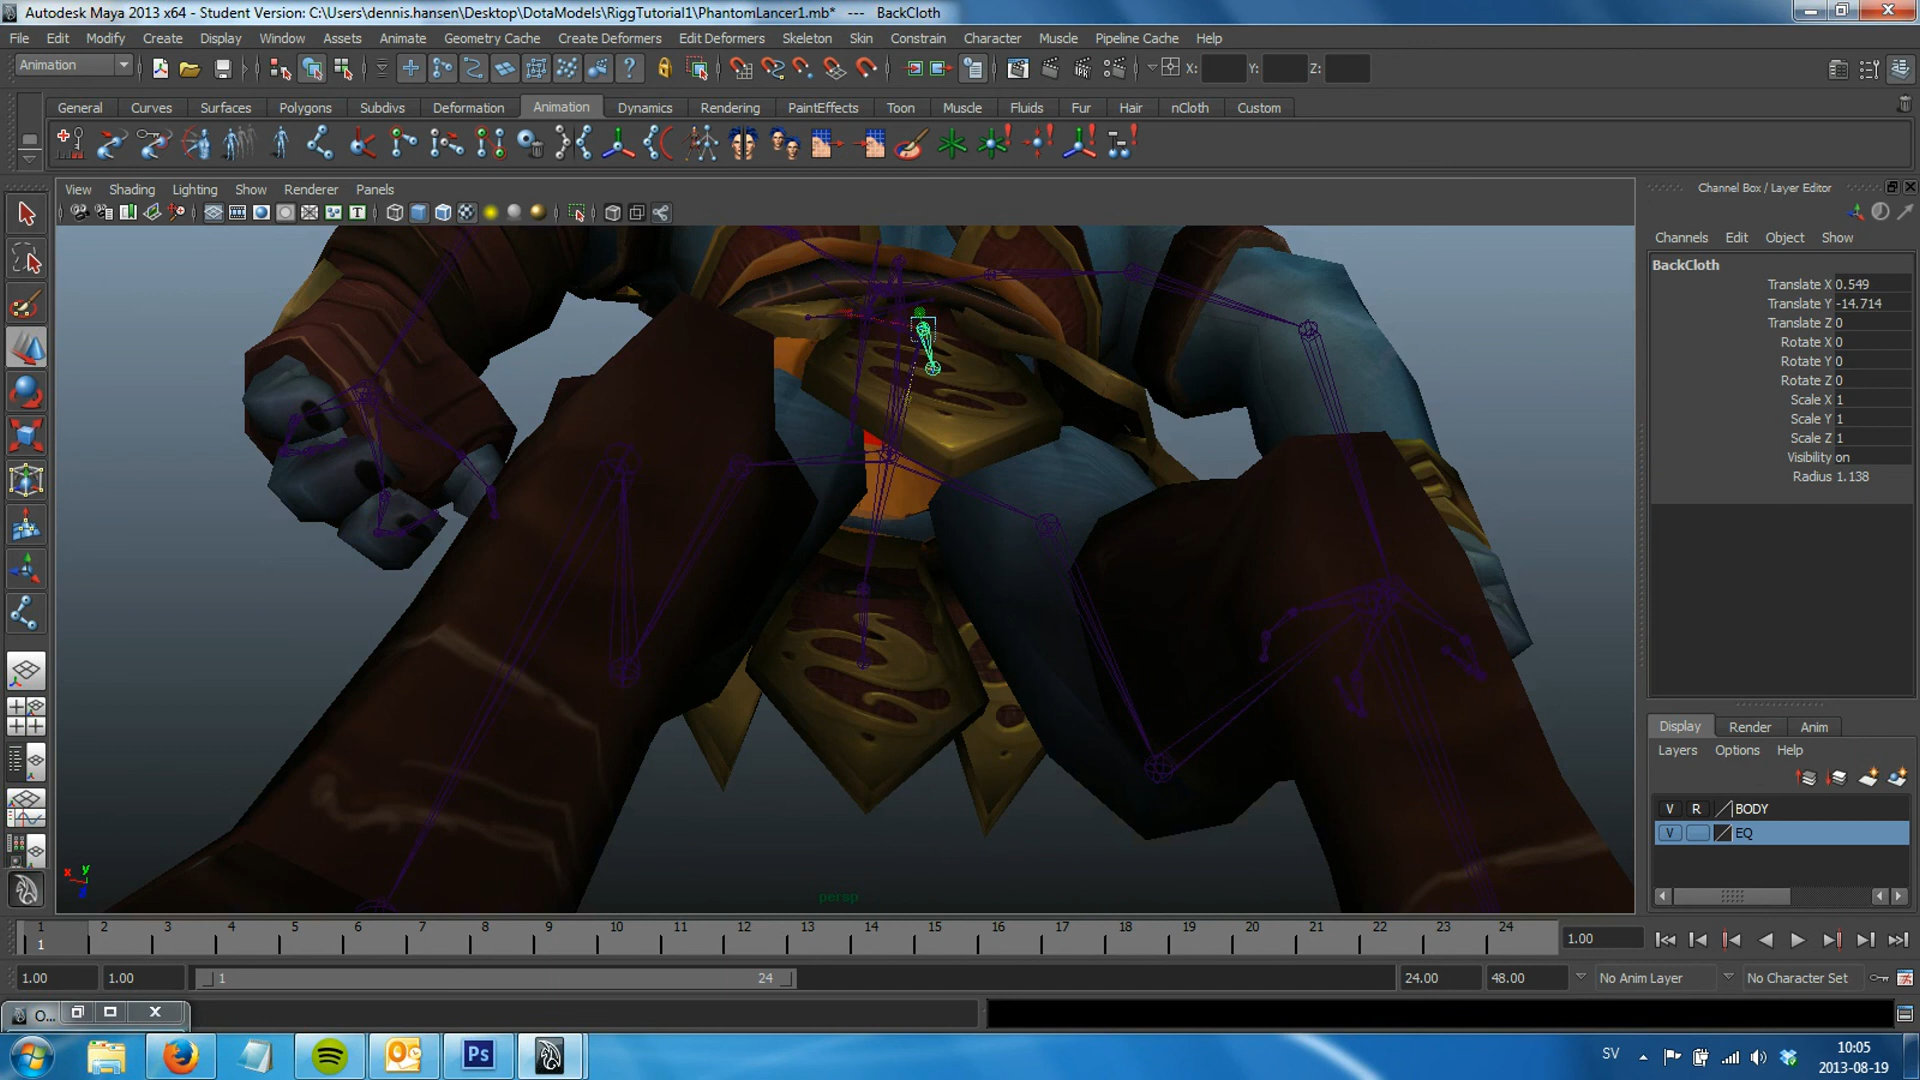 Autodesk Maya 2013 x64 - Student Version: C:\Users\dennis.hansen\Desktop\DotaModels\RiggTutorial1\PhantomLancer1.mb* --- BackCloth
File Edit Modify Create Display Window Assets Animate Geometry Cache Create Deformers Edit Deformers Skeleton Skin Constrain Character Muscle Pipeline Cache Help
Animation X: Y: Z:
General Curves Surfaces Polygons Subdivs Deformation Animation Dynamics Rendering PaintEffects Toon Muscle Fluids Fur Hair nCloth Custom
View Shading Lighting Show Renderer Panels
Channel Box / Layer Editor
Channels Edit Object Show
BackCloth
Translate X 0.549
Translate Y -14.714
Translate Z 0
Rotate X 0
Rotate Y 0
Rotate Z 0
Scale X 1
Scale Y 1
Scale Z 1
Visibility on
Radius 1.138
Display Render Anim
Layers Options Help
V R BODY
V EQ
x y
persp
1 2 3 4 5 6 7 8 9 10 11 12 13 14 15 16 17 18 19 20 21 22 23 24
1
1.00
1.00 1.00 1 24 24.00 48.00 No Anim Layer No Character Set
O...
Ps
SV
10:05
2013-08-19